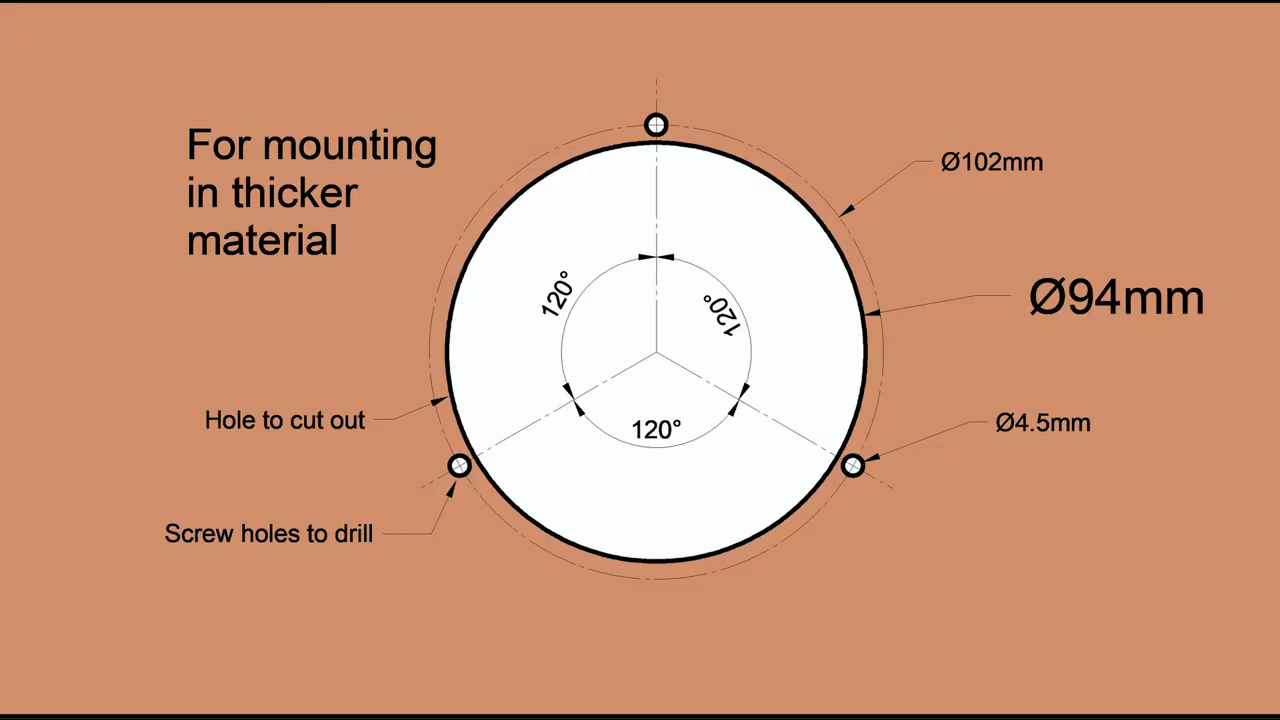 For mounting
in thicker
material
Ø102mm
Ø94mm
120°
120°
Hole to cut out
120°
Ø4.5mm
Screw holes to drill